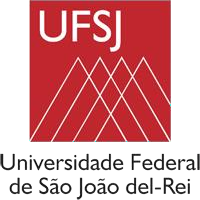 UFSJ
Universidade Federal
de São João del-Rei